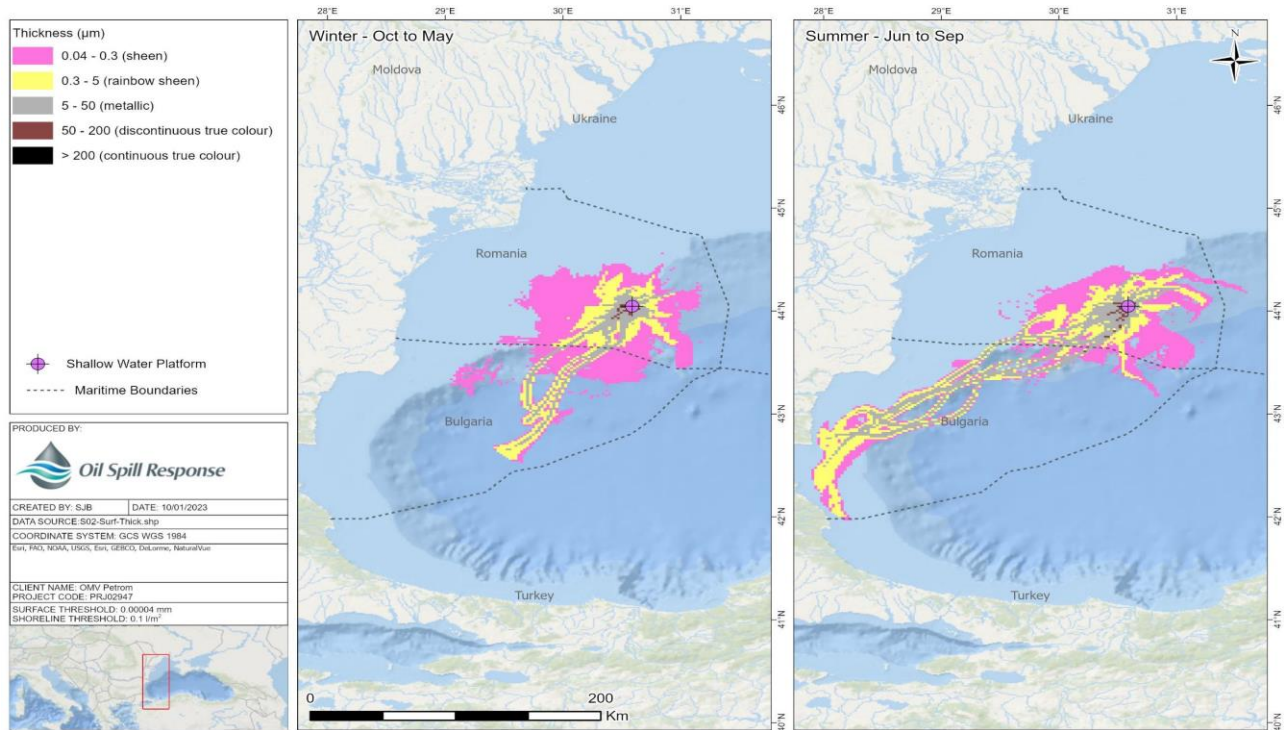 Thickness (µm)
0.04 - 0.3 (sheen)
0.3 - 5 (rainbow sheen)
5 - 50 (metallic)
50 - 200 (discontinuous true colour)
> 200 (continuous true colour)
Shallow Water Platform
Maritime Boundaries
PRODUCED BY:
Oil Spill Response
CREATED BY: SJB
DATE: 10/01/2023
DATA SOURCE:S02-Surf-Thick.shp
COORDINATE SYSTEM: GCS WGS 1984
Esri, FAO, NOAA, USGS, Esri, GEBCO, DeLorme, NaturalVue
CLIENT NAME: OMV Petrom
PROJECT CODE: PRJ02947
SURFACE THRESHOLD: 0.00004 mm
SHORELINE THRESHOLD: 0.1 l/m²
28°E
29°E
30°E
31°E
Winter - Oct to May
Moldova
Ukraine
Romania
Bulgaria
Turkey
0
200
Km
28°E
29°E
30°E
31°E
Summer - Jun to Sep
N
Moldova
Ukraine
Romania
Bulgaria
Turkey
46°N
45°N
44°N
43°N
42°N
41°N
40°N
46°N
45°N
44°N
43°N
42°N
41°N
40°N